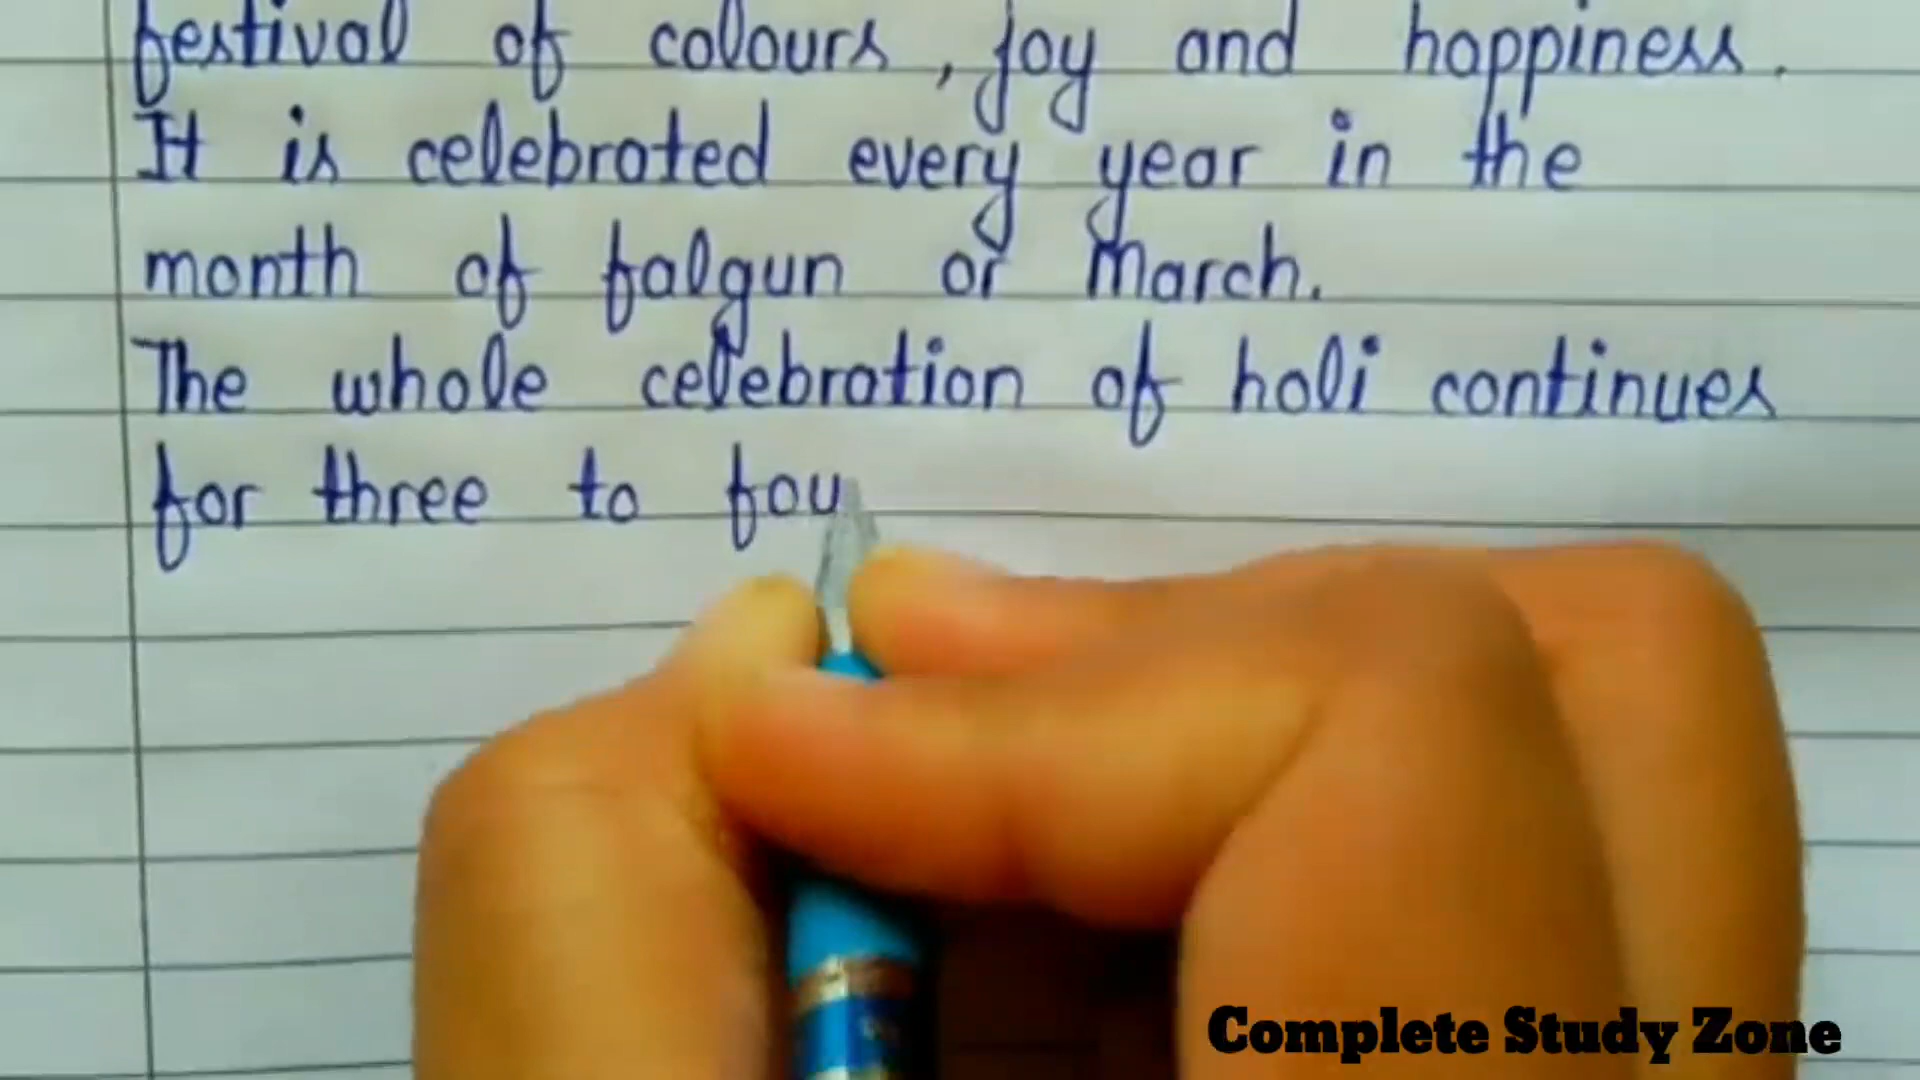 festival of colours, joy and happiness.
It is celebrated every year in the
month of falgun or March.
The whole celebration of holi continues
for three to fou
Complete Study Zone